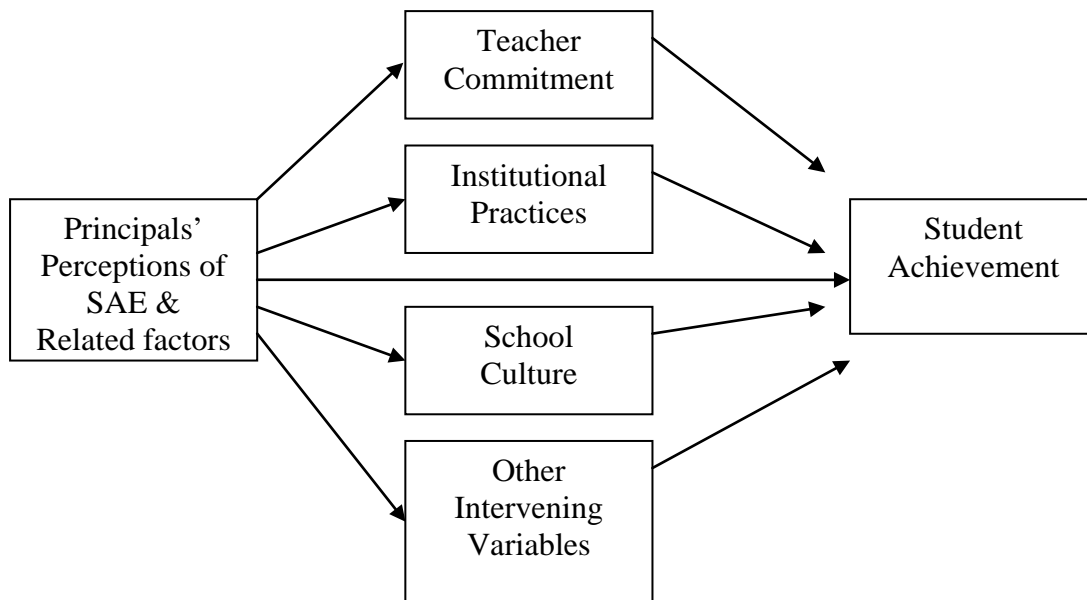 Teacher
Commitment
Institutional
Practices
Principals’
Perceptions of
SAE &
Related factors
Student
Achievement
School
Culture
Other
Intervening
Variables